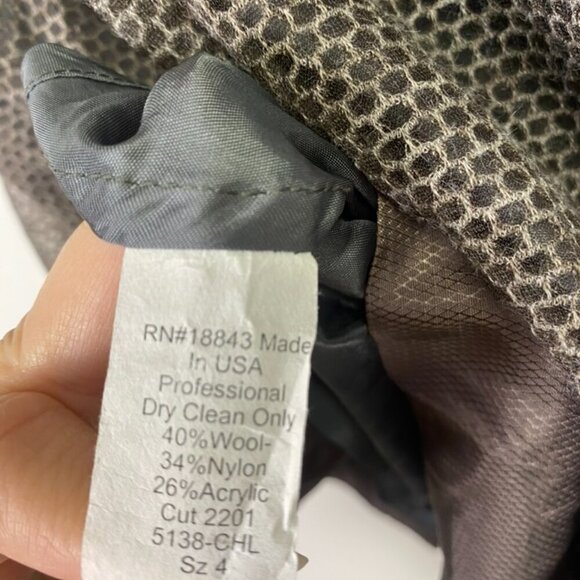 RN#18843 Made
In USA
Professional
Dry Clean Only
40%Wool-
34%Nylon
26%Acrylic
Cut 2201
5138-CHL
Sz 4